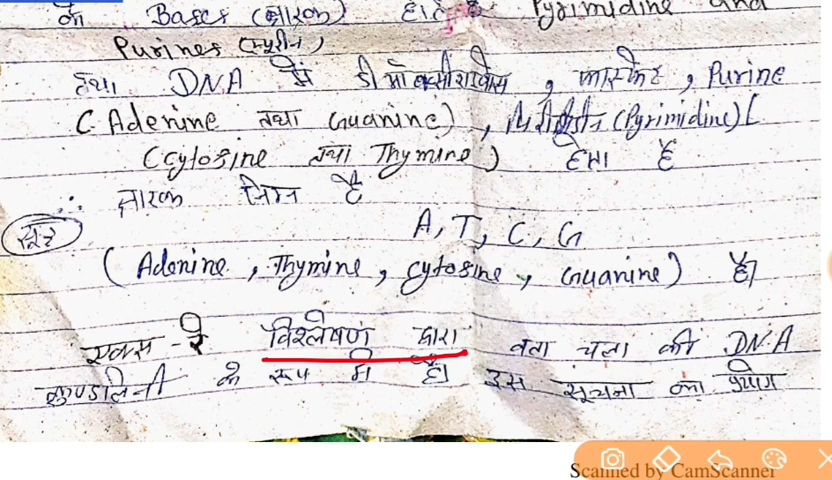 के Bases (क्षारक) होते है Pyrimidine and
Purines (प्यूरीन)
तथा DNA में डीऑक्सीराइबोस , फास्फेट , Purine
( Adenine तथा Guanine) , (Pyrimidine) [
(Cytosine तथा Thymine) होता है
∴ क्षारक निम्न है
A, T, C, G
(Adenine , Thymine , Cytosine , Guanine) है।
एक्स - रे विश्लेषण द्वारा पता चला की DNA
कुण्डलिनी के रूप में है। उस सूचना का प्रयोग
Scanned by CamScanner